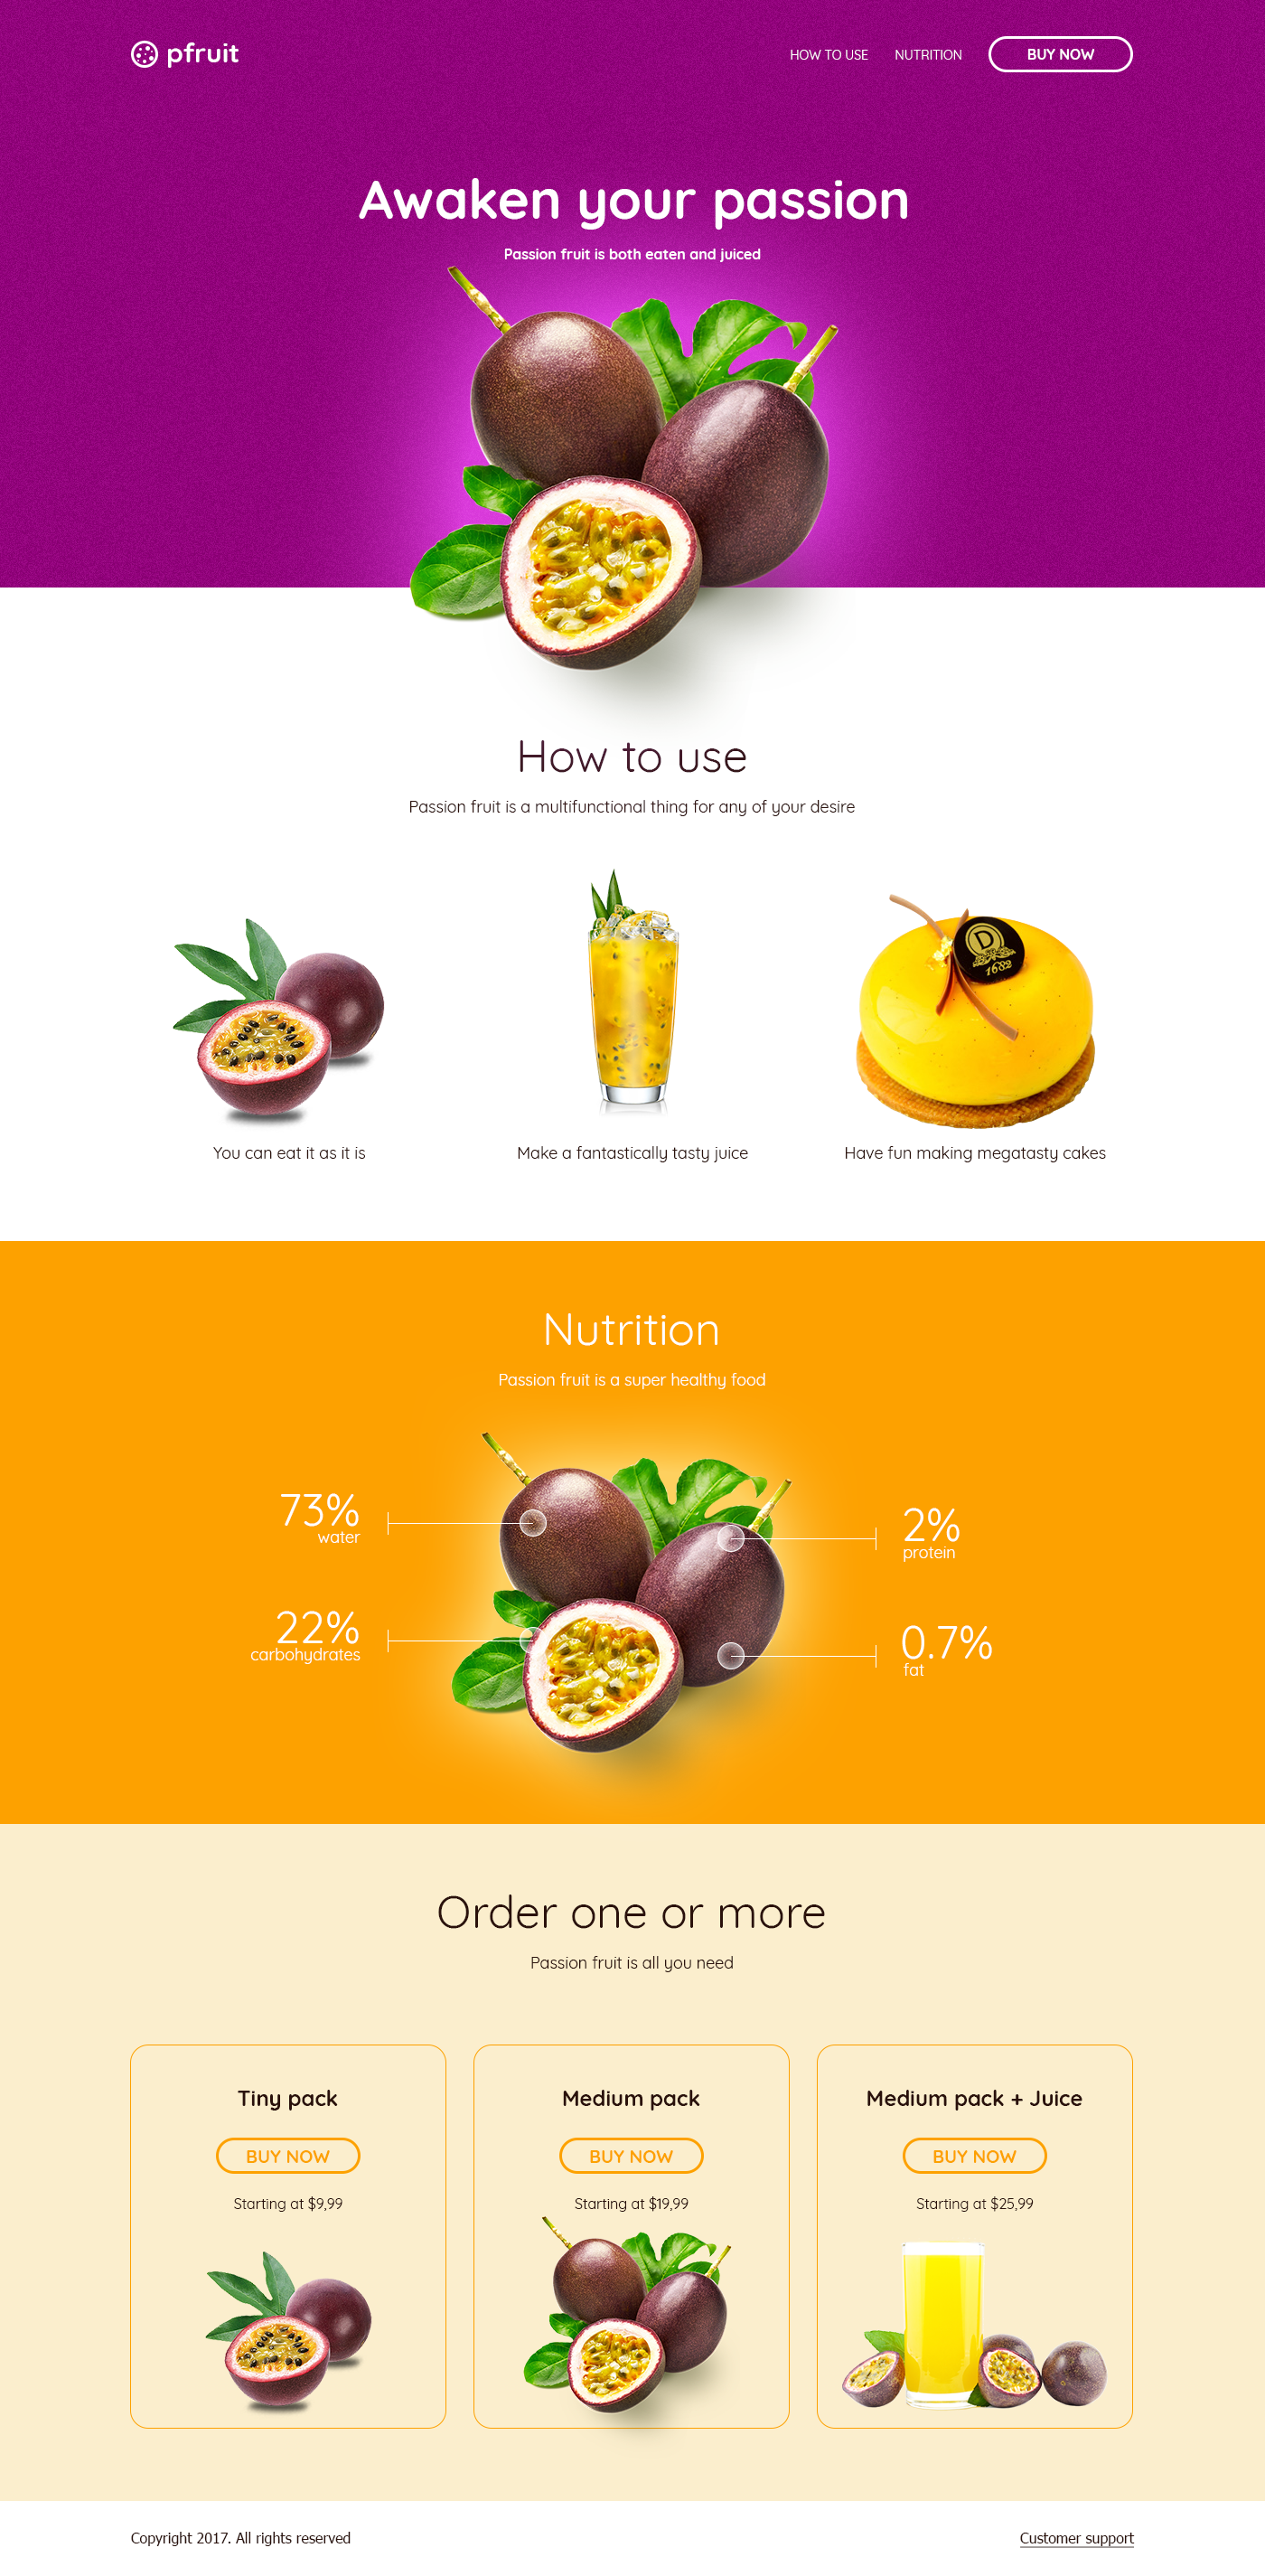 pfruit
HOW TO USE
NUTRITION
BUY NOW
Awaken your passion
Passion fruit is both eaten and juiced
How to use
Passion fruit is a multifunctional thing for any of your desire
D
1682
You can eat it as it is
Make a fantastically tasty juice
Have fun making megatasty cakes
Nutrition
Passion fruit is a super healthy food
73%
water
2%
protein
22%
carbohydrates
0.7%
fat
Order one or more
Passion fruit is all you need
Tiny pack
BUY NOW
Starting at $9,99
Medium pack
BUY NOW
Starting at $19,99
Medium pack + Juice
BUY NOW
Starting at $25,99
Copyright 2017. All rights reserved
Customer support